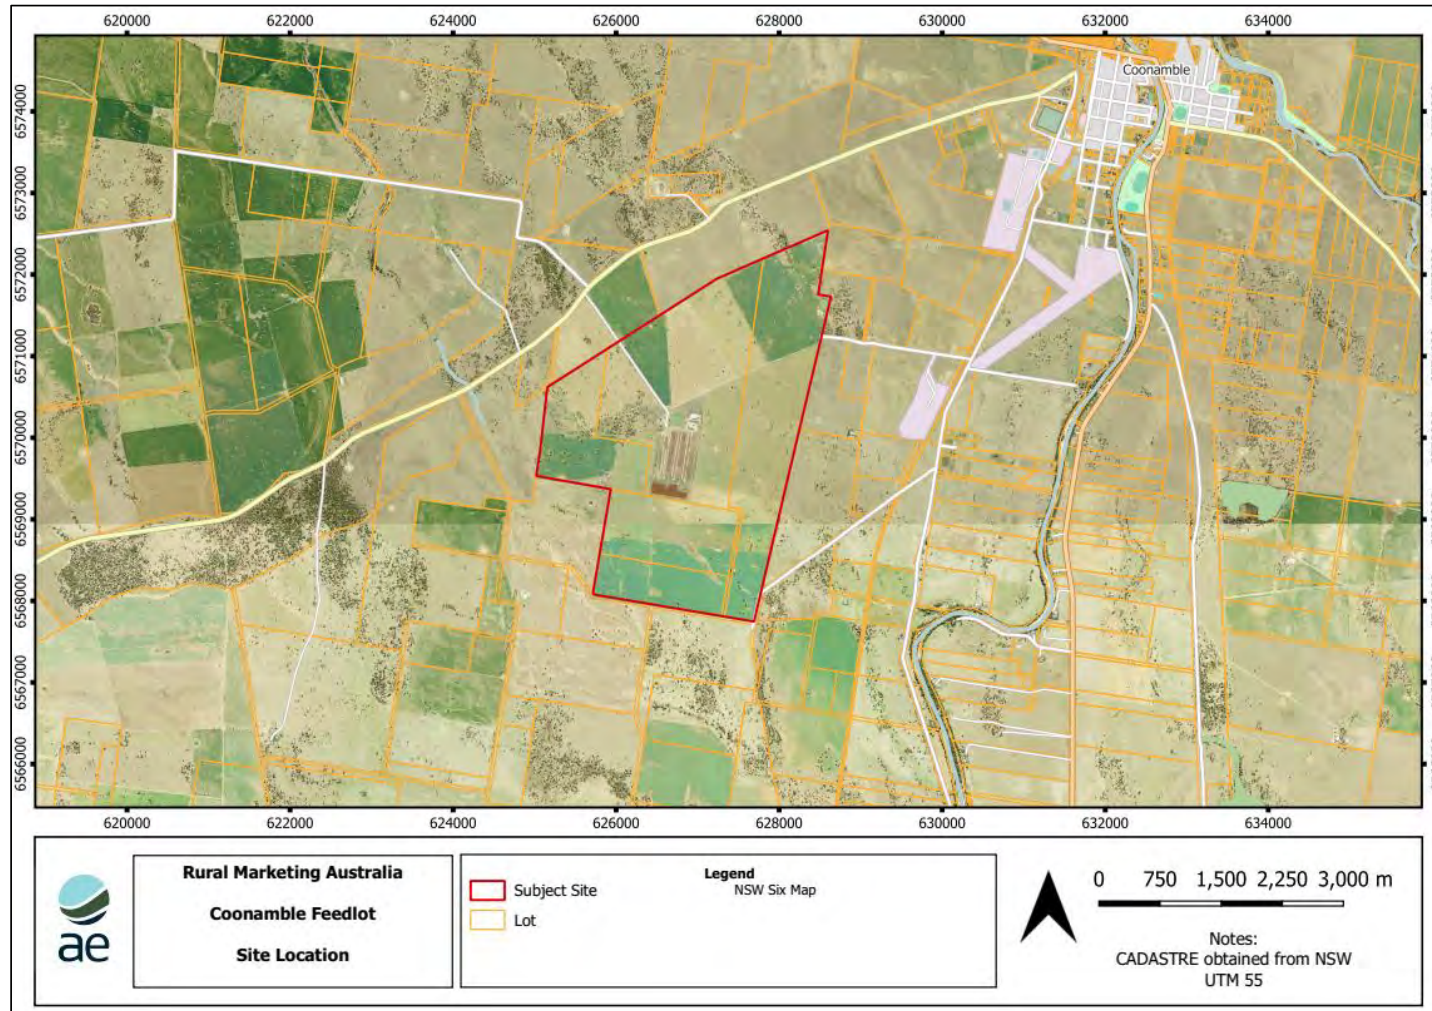 620000 622000 624000 626000 628000 630000 632000 634000
Coonamble
6574000
6573000
6572000
6571000
6570000
6569000
6568000
6567000
6566000
620000 622000 624000 626000 628000 630000 632000 634000
ae
Rural Marketing Australia
Coonamble Feedlot
Site Location
Legend
NSW Six Map
Subject Site
Lot
0 750 1,500 2,250 3,000 m
Notes:
CADASTRE obtained from NSW
UTM 55